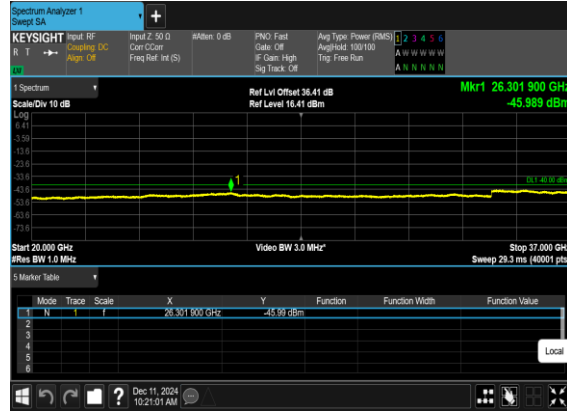 Spectrum Analyzer 1
Swept SA
+
KEYSIGHT Input: RF Input Z: 50 Ω #Atten: 0 dB PNO: Fast Avg Type: Power (RMS) 1 2 3 4 5 6
R T Coupling: DC Corr CCorr Gate: Off Avg|Hold: 100/100 A W W W W W
Align: Off Freq Ref: Int (S) IF Gain: High Trig: Free Run
Sig Track: Off A N N N N N
LW
1 Spectrum Ref Lvl Offset 36.41 dB Mkr1 26.301 900 GHz
Scale/Div 10 dB Ref Level 16.41 dBm -45.989 dBm
Log
6.41
-3.59
-13.6
-23.6
-33.6
-43.6
-53.6
-63.6
-73.6
1
DL1 -40.00 dBm
Start 20.000 GHz Video BW 3.0 MHz* Stop 37.000 GHz
#Res BW 1.0 MHz Sweep 29.3 ms (40001 pts)
5 Marker Table
Mode Trace Scale X Y Function Function Width Function Value
1 N 1 f 26.301 900 GHz -45.99 dBm
2
3
4
5
6
Local
? Dec 11, 2024
10:21:01 AM